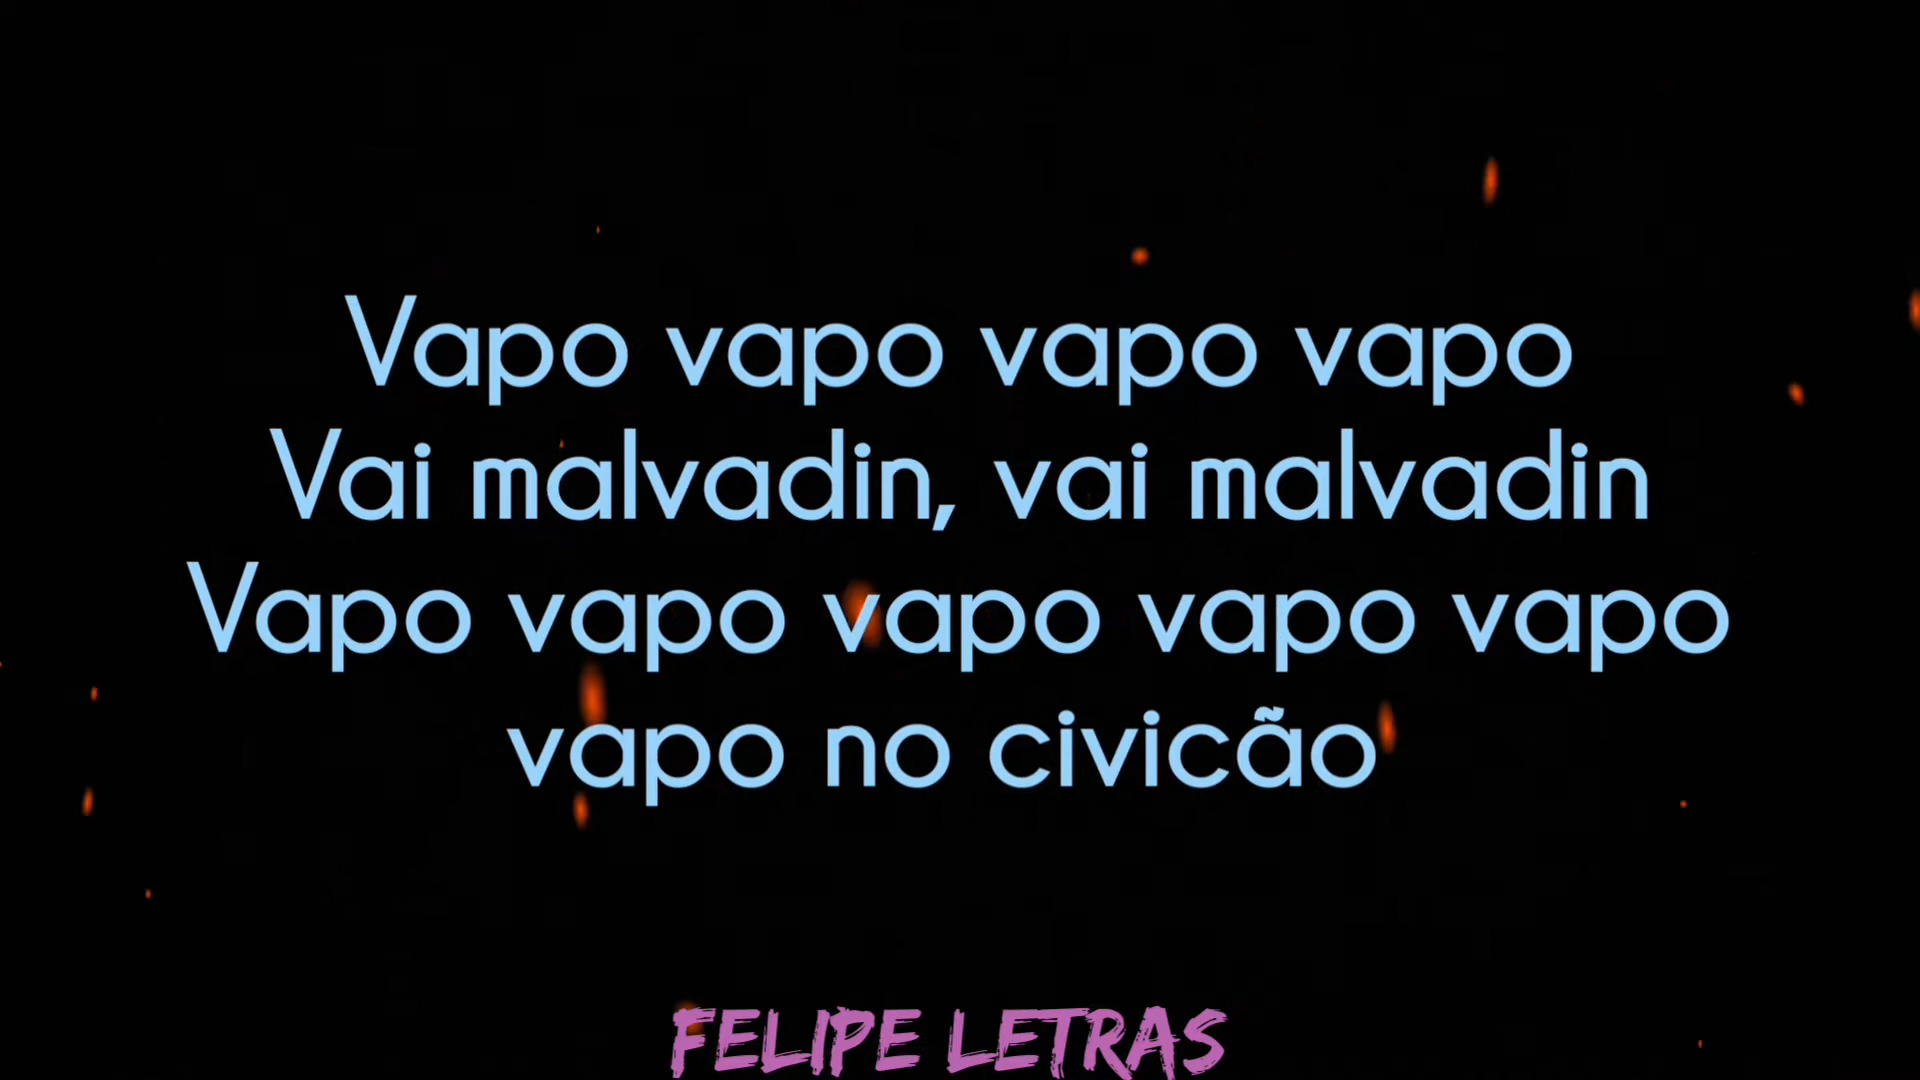 Vapo vapo vapo vapo
Vai malvadin, vai malvadin
Vapo vapo vapo vapo vapo
vapo no civicão
FELIPE LETRAS